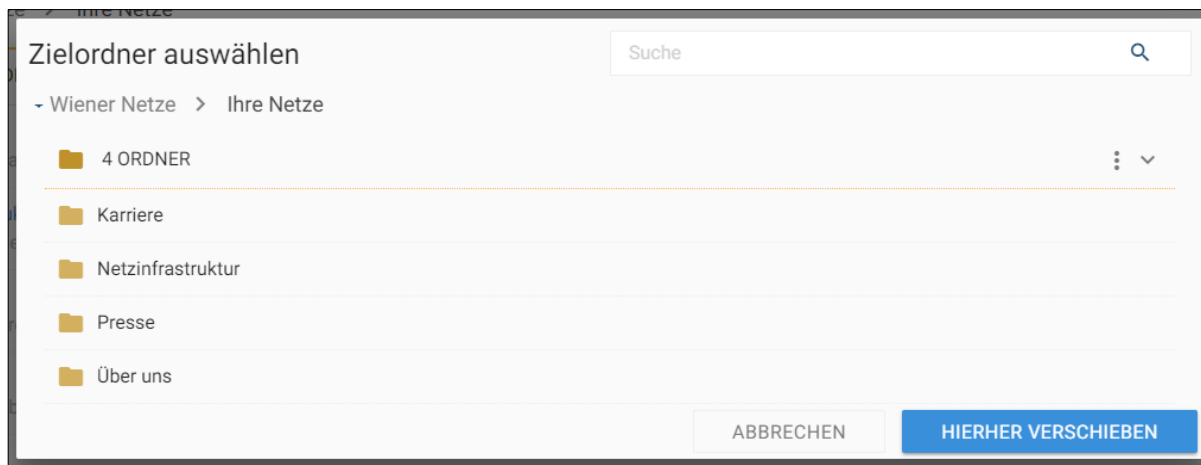 Zielordner auswählen
Suche
Wiener Netze > Ihre Netze
4 ORDNER
Karriere
Netzinfrastruktur
Presse
Über uns
ABBRECHEN
HIERHER VERSCHIEBEN